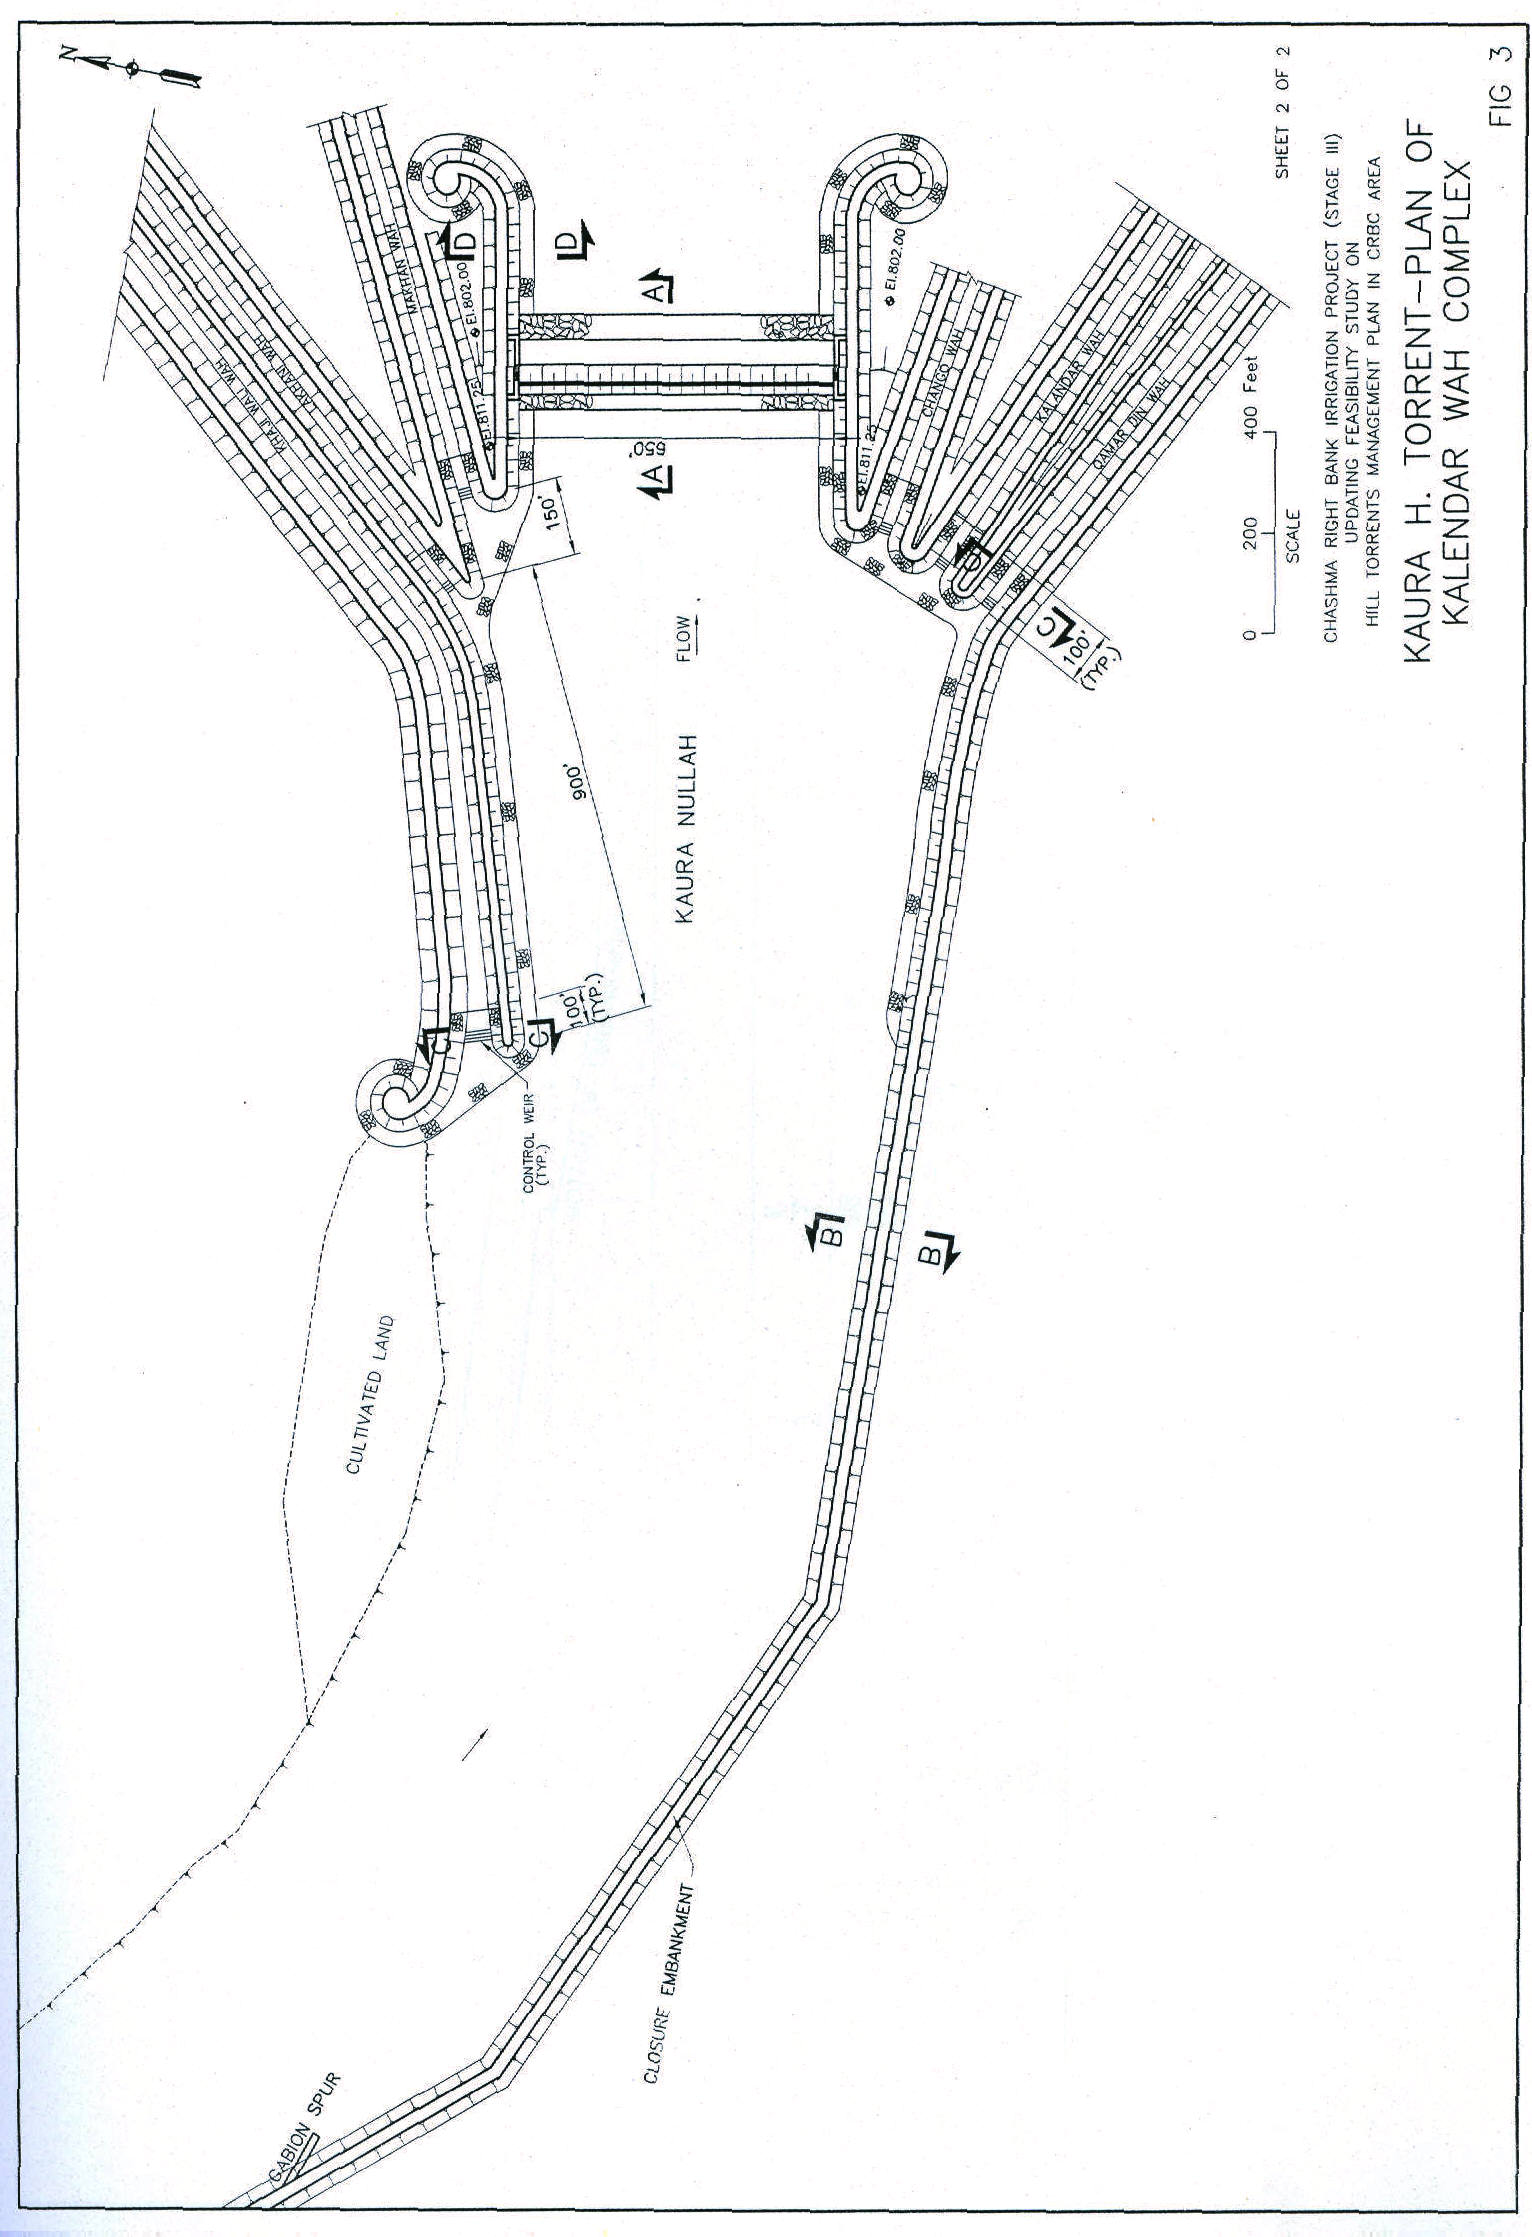 N
GABION SPUR
CULTIVATED LAND
CLOSURE EMBANKMENT
CONTROL WEIR
(TYP.)
C
C
100'
(TYP.)
900'
150'
KAURA NULLAH
FLOW
KHAJI WALI WAH
LAKHANI WAH
MAKHAN WAH
El.802.00
El.811.25
D
D
A
A
650'
B
B
El.802.00
El.811.25
CHANGO WAH
KALANDAR WAH
QAMAR DIN WAH
C
C
100'
(TYP.)
0 200 400 Feet
SCALE
SHEET 2 OF 2
CHASHMA RIGHT BANK IRRIGATION PROJECT (STAGE III)
UPDATING FEASIBILITY STUDY ON
HILL TORRENTS MANAGEMENT PLAN IN CRBC AREA
KAURA H. TORRENT-PLAN OF
KALENDAR WAH COMPLEX
FIG 3